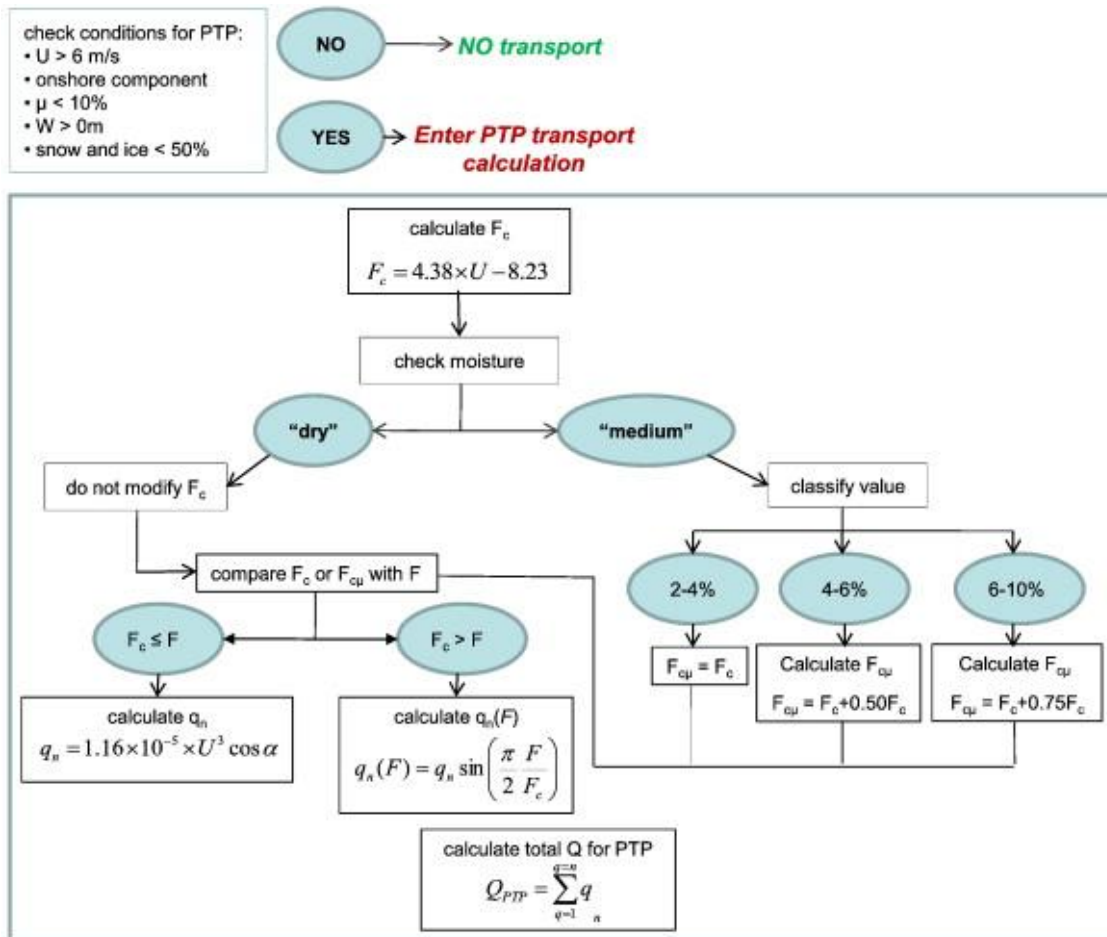 check conditions for PTP:
• U > 6 m/s
• onshore component
• μ < 10%
• W > 0m
• snow and ice < 50%
NO
NO transport
YES
Enter PTP transport
calculation
calculate F_c
F_c = 4.38 × U − 8.23
check moisture
"dry"
"medium"
do not modify F_c
classify value
compare F_c or F_cμ with F
2-4%
4-6%
6-10%
F_c ≤ F
F_c > F
F_cμ = F_c
Calculate F_cμ
F_cμ = F_c+0.50F_c
Calculate F_cμ
F_cμ = F_c+0.75F_c
calculate q_n
q_n = 1.16 × 10^-5 × U^3 cos α
calculate q_n(F)
q_n(F) = q_n sin(π/2 F/F_c)
calculate total Q for PTP
Q_PTP = ∑_{q=1}^{q=n} q_n